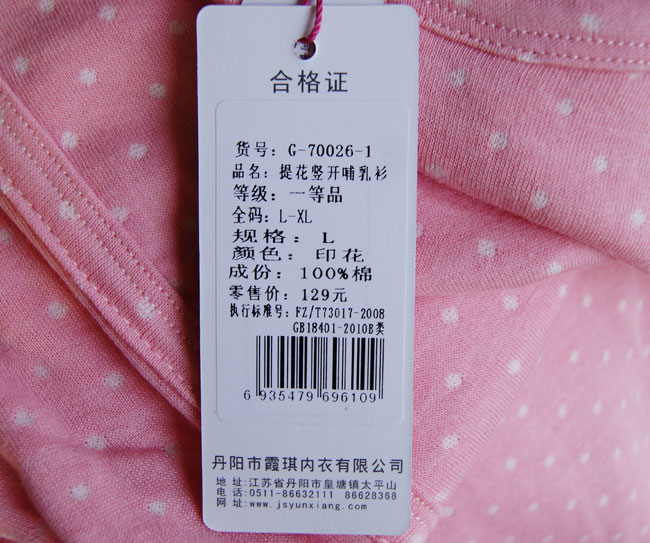 合格证
货号: G-70026-1
品名: 提花竖开哺乳衫
等级: 一等品
全码: L-XL
规格: L
颜色: 印花
成份: 100%棉
零售价: 129元
执行标准号: FZ/T73017-2008
GB18401-2010B类
6 935479 696109
丹阳市霞琪内衣有限公司
地址:江苏省丹阳市皇塘镇太平山
电话:0511-86632111 86628368
网址:www.jsyunxiang.com